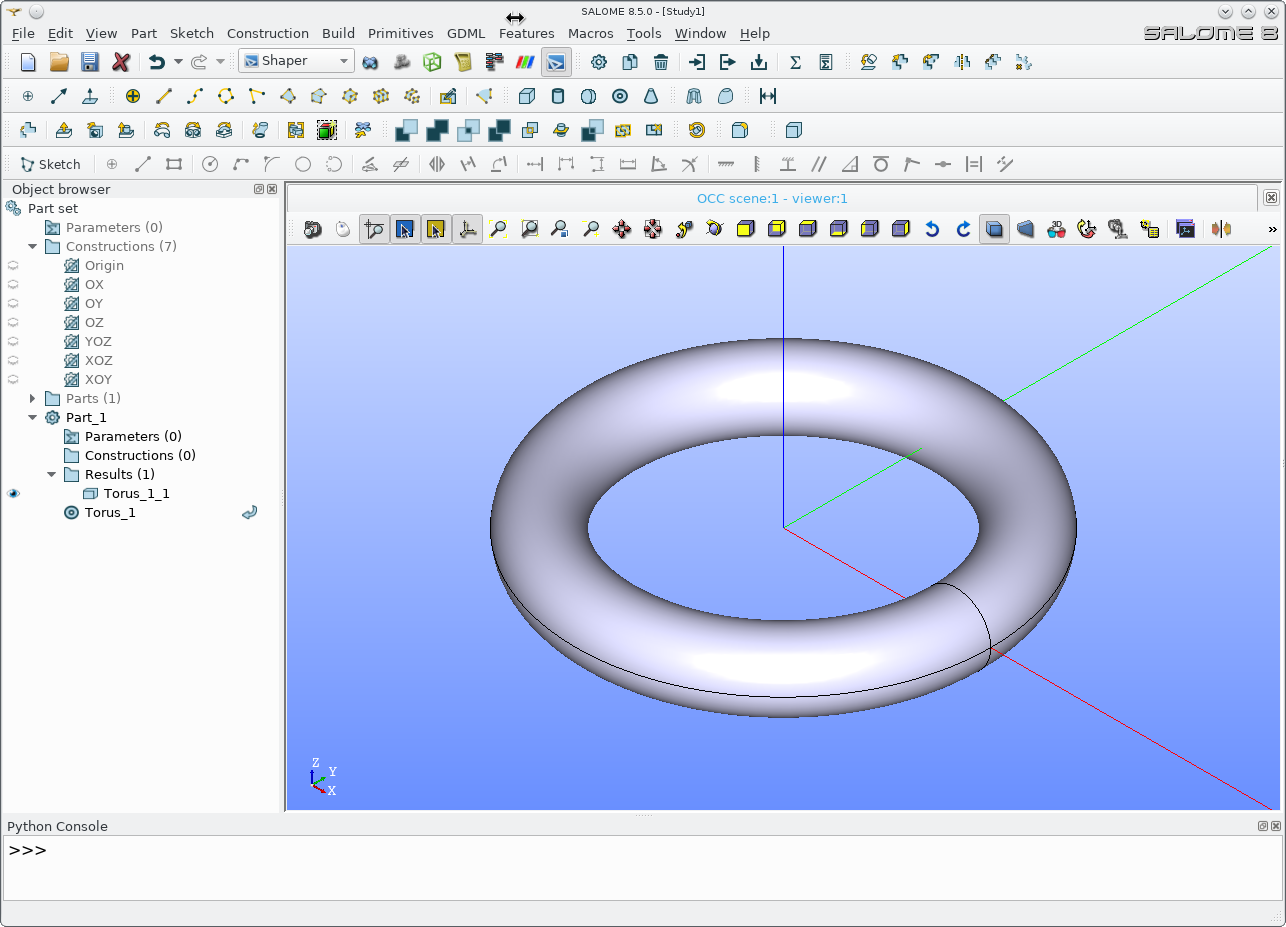 SALOME 8.5.0 - [Study1]
File Edit View Part Sketch Construction Build Primitives GDML Features Macros Tools Window Help
SALOME 8
Shaper
Sketch
Object browser
Part set
Parameters (0)
Constructions (7)
Origin
OX
OY
OZ
YOZ
XOZ
XOY
Parts (1)
Part_1
Parameters (0)
Constructions (0)
Results (1)
Torus_1_1
Torus_1
OCC scene:1 - viewer:1
»
Z
Y
X
Python Console
>>>